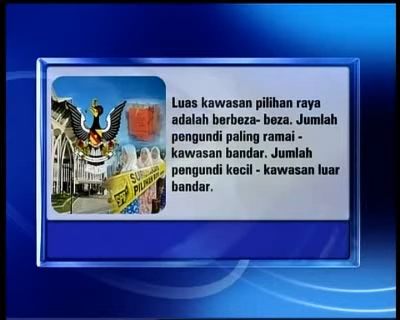 Luas kawasan pilihan raya
adalah berbeza- beza. Jumlah
pengundi paling ramai -
kawasan bandar. Jumlah
pengundi kecil - kawasan luar
bandar.